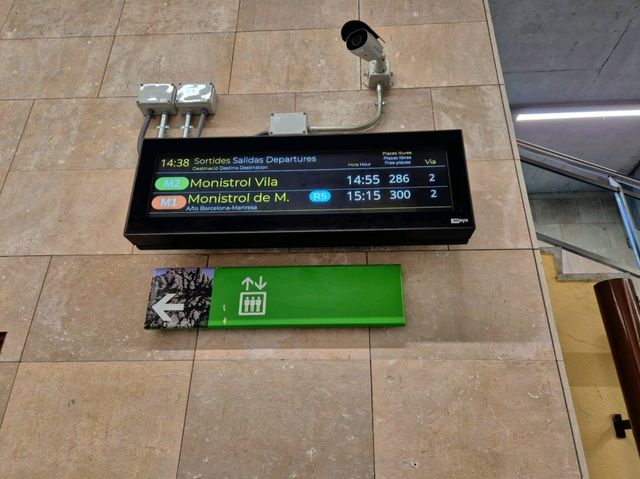 14:38 Sortides Salidas Departures
Destinació Destino Destination Hora Hour Places lliures Plazas libres Free places Via
M2 Monistrol Vila 14:55 286 2
M1 Monistrol de M. R5 15:15 300 2
A/to Barcelona-Manresa